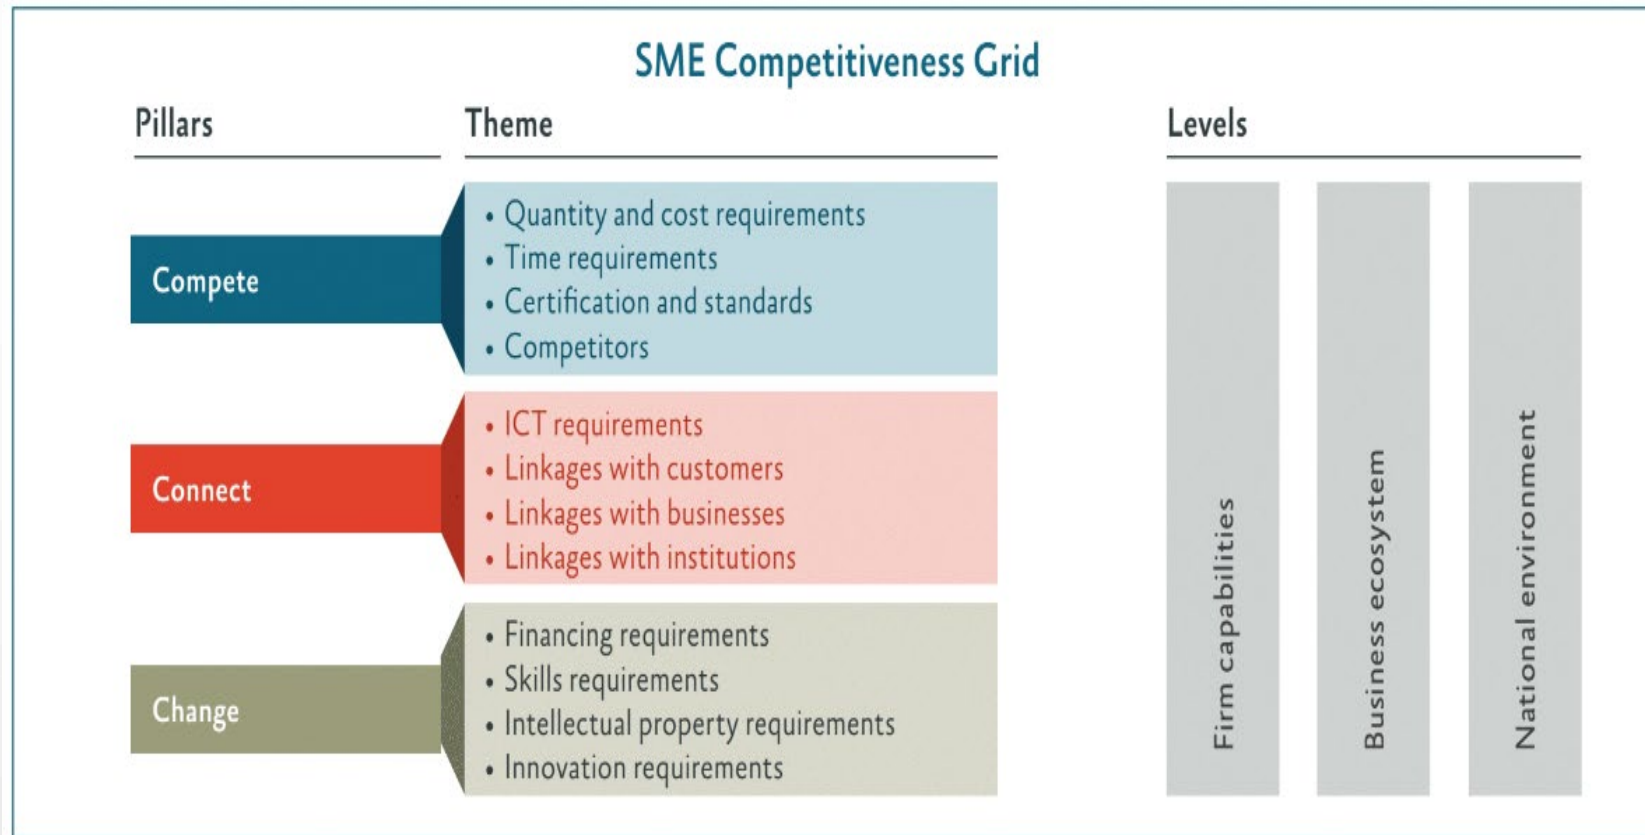 SME Competitiveness Grid
Pillars
Theme
Levels
Compete
• Quantity and cost requirements
• Time requirements
• Certification and standards
• Competitors
Connect
• ICT requirements
• Linkages with customers
• Linkages with businesses
• Linkages with institutions
Change
• Financing requirements
• Skills requirements
• Intellectual property requirements
• Innovation requirements
Firm capabilities
Business ecosystem
National environment